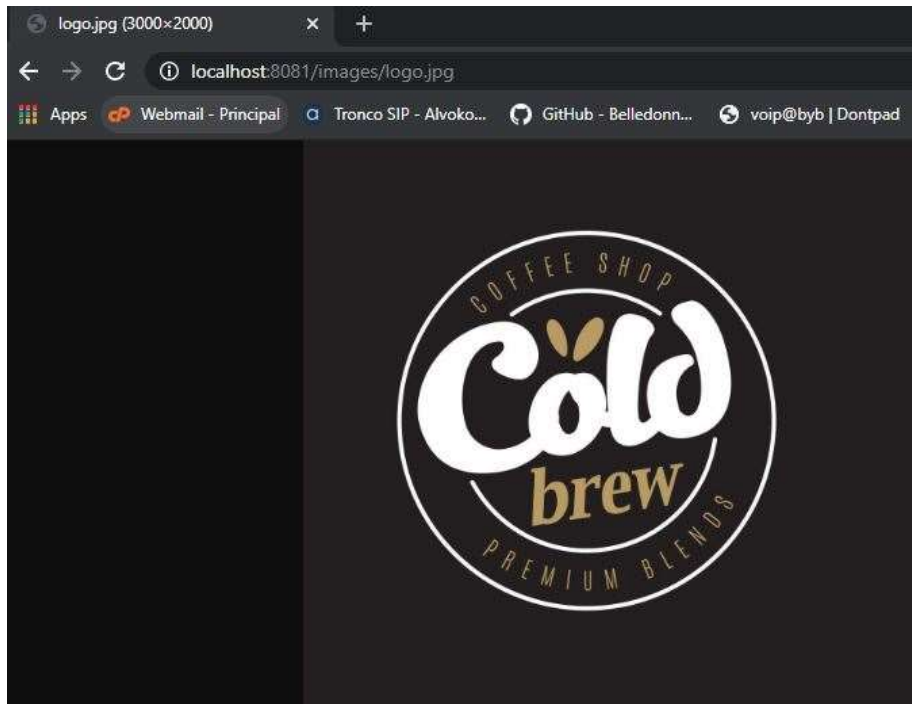 logo.jpg (3000×2000)
localhost:8081/images/logo.jpg
Apps
Webmail - Principal
Tronco SIP - Alvoko...
GitHub - Belledonn...
voip@byb | Dontpad
COFFEE SHOP
Cold
brew
PREMIUM BLENDS